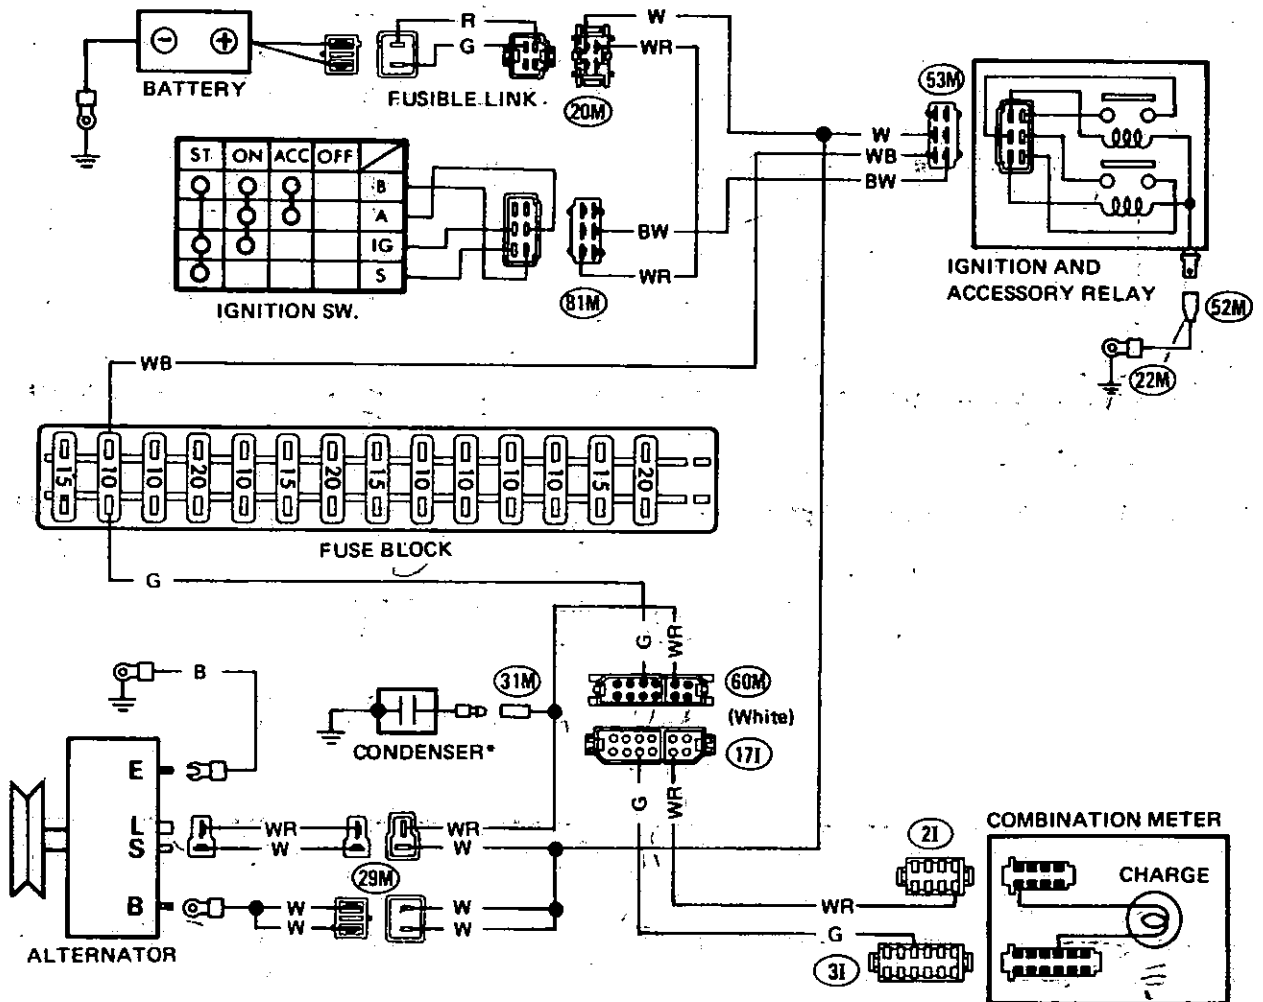 R
W
G
WR
BATTERY
FUSIBLE LINK
20M
53M
ST ON ACC OFF
B
A
IG
S
IGNITION SW.
W
WB
BW
BW
WR
81M
IGNITION AND
ACCESSORY RELAY
52M
22M
WB
15 10 10 20 10 15 20 15 10 10 10 10 15 20
FUSE BLOCK
G
G
WR
B
31M
60M
(White)
CONDENSER*
17I
E
L
S
B
WR
W
WR
W
29M
W
W
W
W
ALTERNATOR
G
WR
2I
COMBINATION METER
CHARGE
WR
G
3I